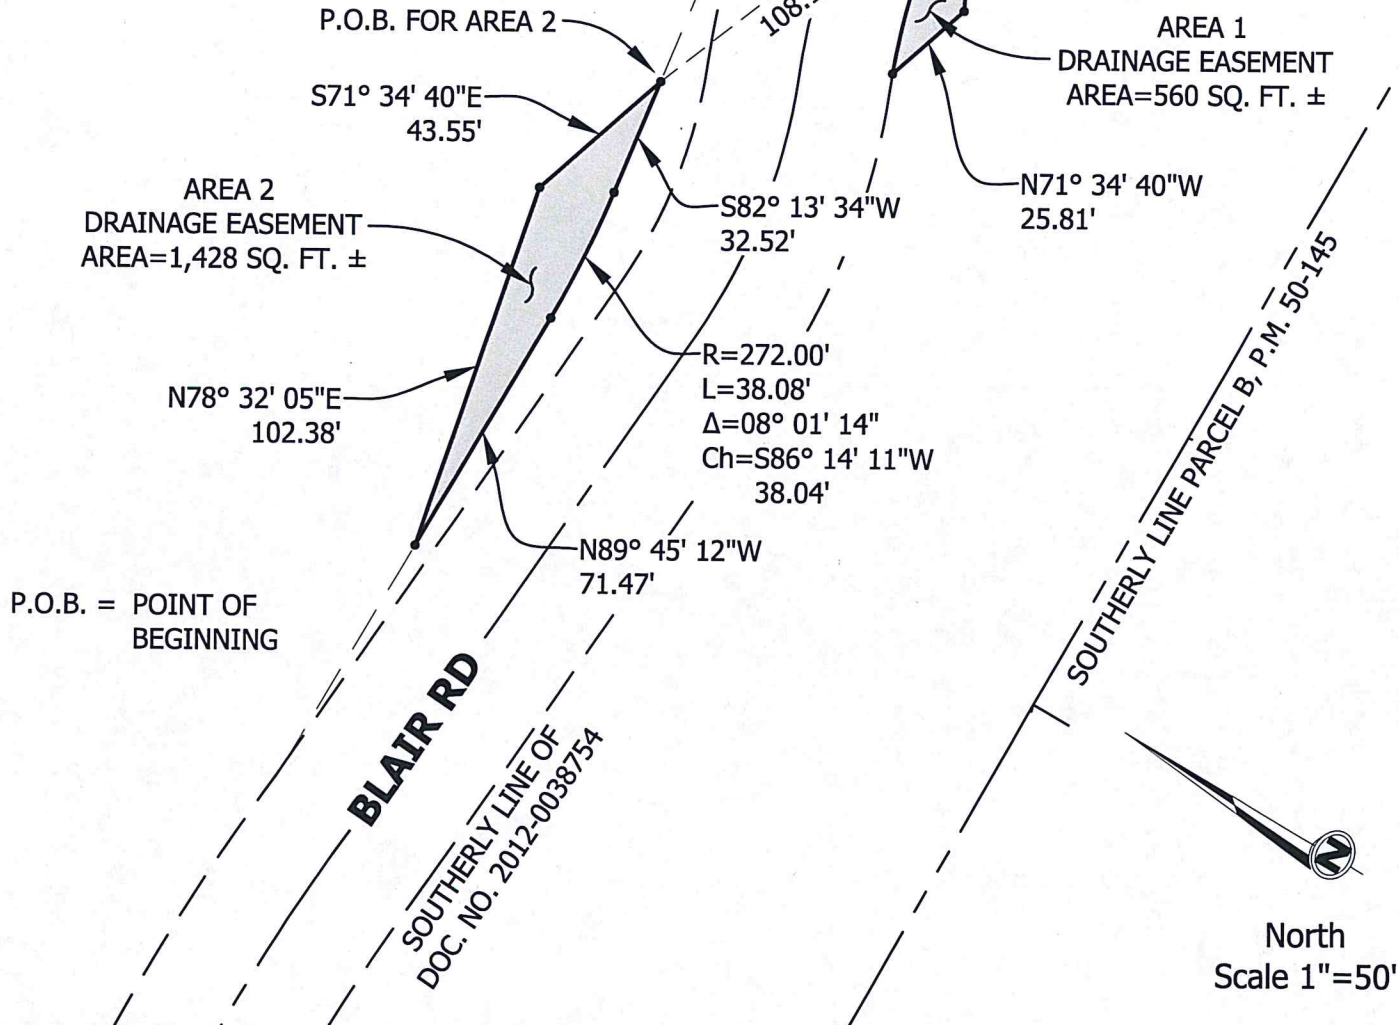 P.O.B. FOR AREA 2
108.
AREA 1
DRAINAGE EASEMENT
AREA=560 SQ. FT. ±
S71° 34' 40"E
43.55'
N71° 34' 40"W
25.81'
AREA 2
DRAINAGE EASEMENT
AREA=1,428 SQ. FT. ±
S82° 13' 34"W
32.52'
R=272.00'
L=38.08'
Δ=08° 01' 14"
Ch=S86° 14' 11"W
38.04'
N78° 32' 05"E
102.38'
N89° 45' 12"W
71.47'
P.O.B. = POINT OF
BEGINNING
BLAIR RD
SOUTHERLY LINE OF
DOC. NO. 2012-0038754
SOUTHERLY LINE PARCEL B, P.M. 50-145
N
North
Scale 1"=50'